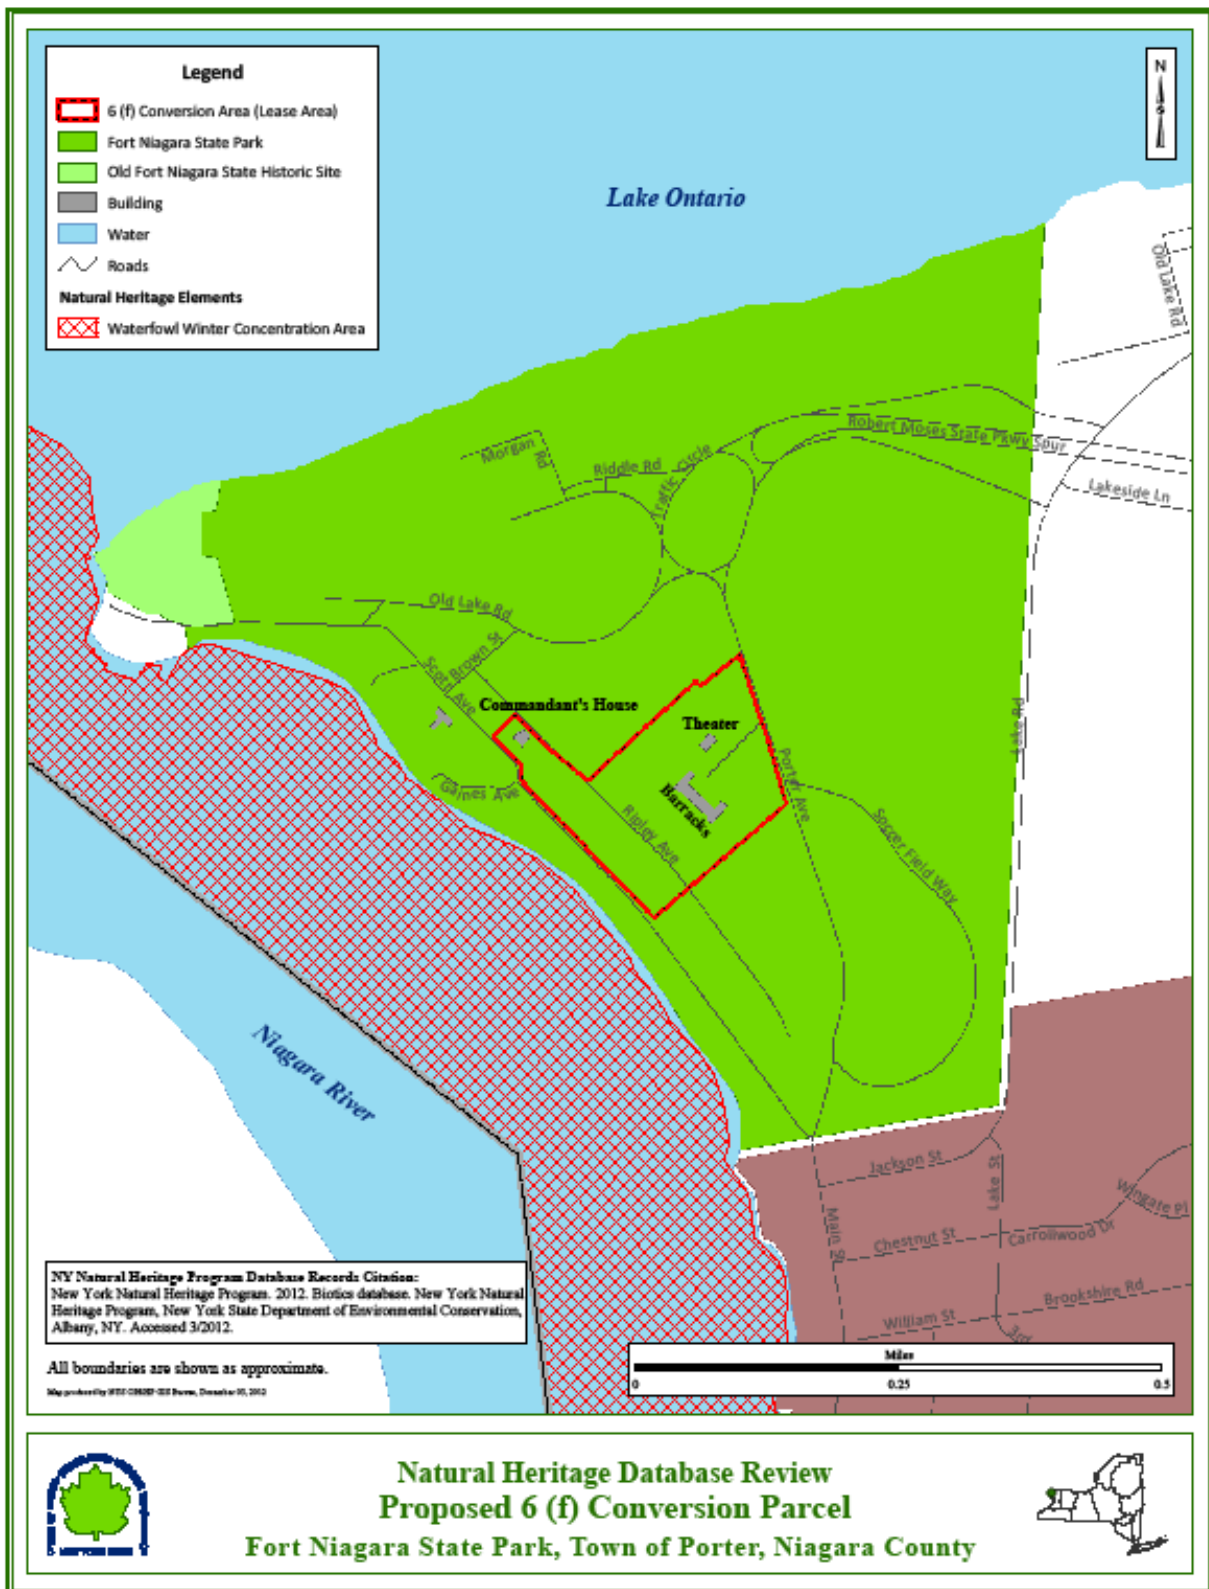 Legend
6 (f) Conversion Area (Lease Area)
Fort Niagara State Park
Old Fort Niagara State Historic Site
Building
Water
Roads
Natural Heritage Elements
Waterfowl Winter Concentration Area
N
Lake Ontario
Old Lake Rd
Robert Moses State Pkwy Spur
Morgan Rd
Riddle Rd
Traffic Circle
Lakeside Ln
Old Lake Rd
Brown St
Scott Ave
Commandant's House
Theater
Lake Rd
Porter Ave
Gaines Ave
Barracks
Ripley Ave
Soccer Field Way
Niagara River
Jackson St
Lake St
Wingate Pl
Main St
Chestnut St
Carrollwood Dr
Brookshire Rd
William St
3rd
NY Natural Heritage Program Database Records Citation:
New York Natural Heritage Program. 2012. Biotics database. New York Natural
Heritage Program, New York State Department of Environmental Conservation,
Albany, NY. Accessed 3/2012.
All boundaries are shown as approximate.
Miles
0 0.25 0.5
Natural Heritage Database Review
Proposed 6 (f) Conversion Parcel
Fort Niagara State Park, Town of Porter, Niagara County